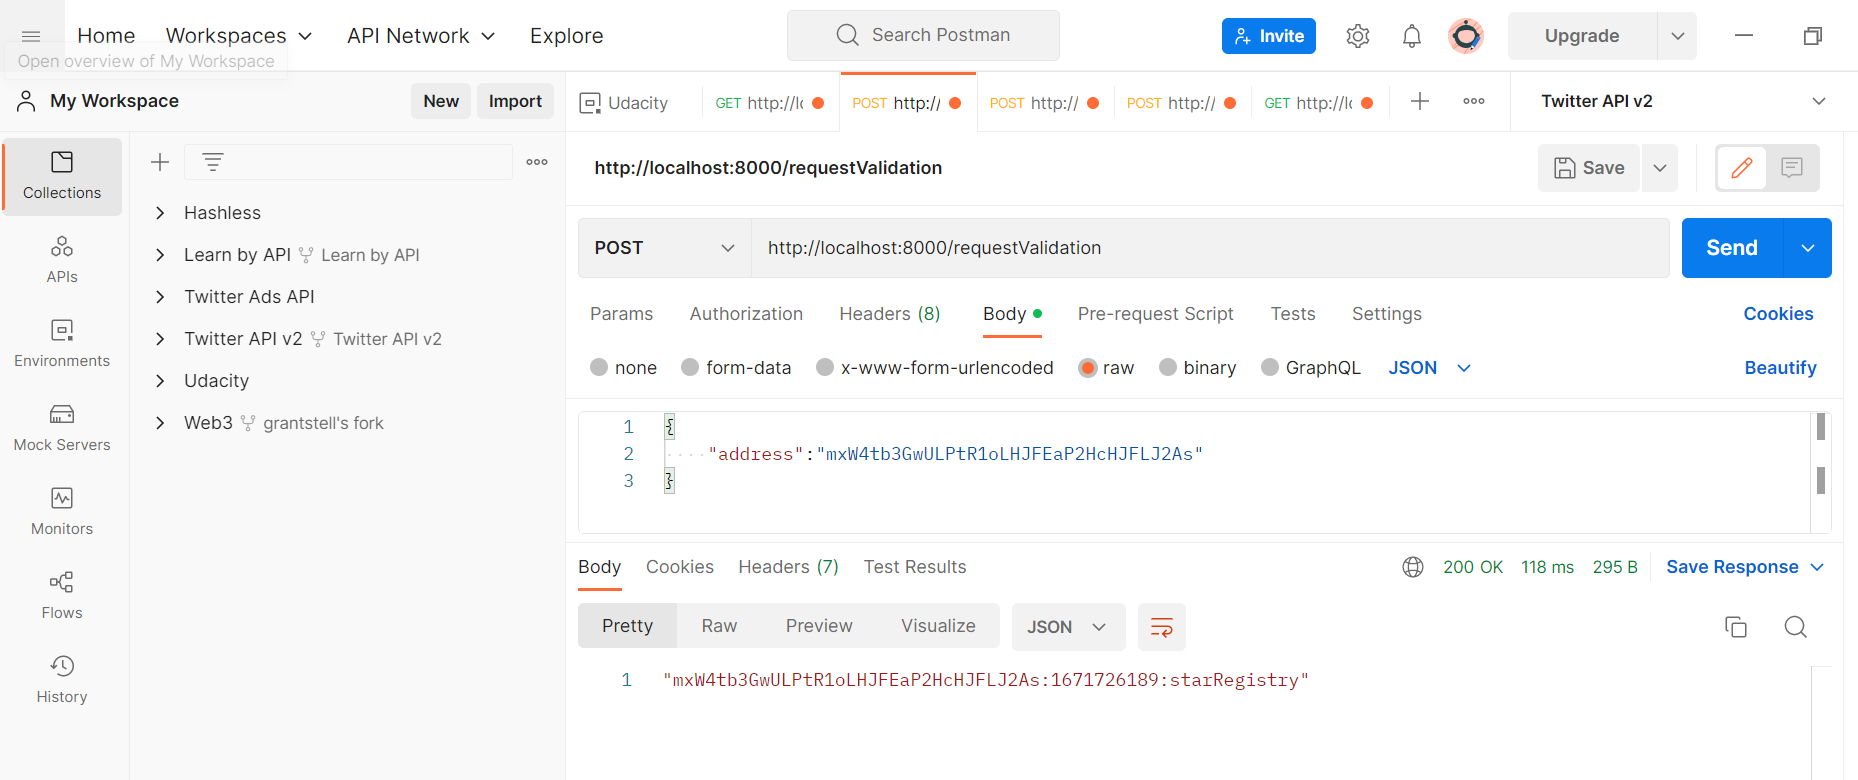 Home Workspaces API Network Explore Search Postman Invite Upgrade
Open overview of My Workspace
My Workspace New Import
Udacity GET http://lo POST http:// POST http:// POST http:// GET http://lo Twitter API v2
Collections
APIs
Environments
Mock Servers
Monitors
Flows
History
Hashless
Learn by API Learn by API
Twitter Ads API
Twitter API v2 Twitter API v2
Udacity
Web3 grantstell's fork
http://localhost:8000/requestValidation Save
POST http://localhost:8000/requestValidation Send
Params Authorization Headers (8) Body Pre-request Script Tests Settings Cookies
none form-data x-www-form-urlencoded raw binary GraphQL JSON Beautify
1 {
2 "address":"mxW4tb3GwULPtR1oLHJFEaP2HcHJFLJ2As"
3 }
Body Cookies Headers (7) Test Results 200 OK 118 ms 295 B Save Response
Pretty Raw Preview Visualize JSON
1 "mxW4tb3GwULPtR1oLHJFEaP2HcHJFLJ2As:1671726189:starRegistry"